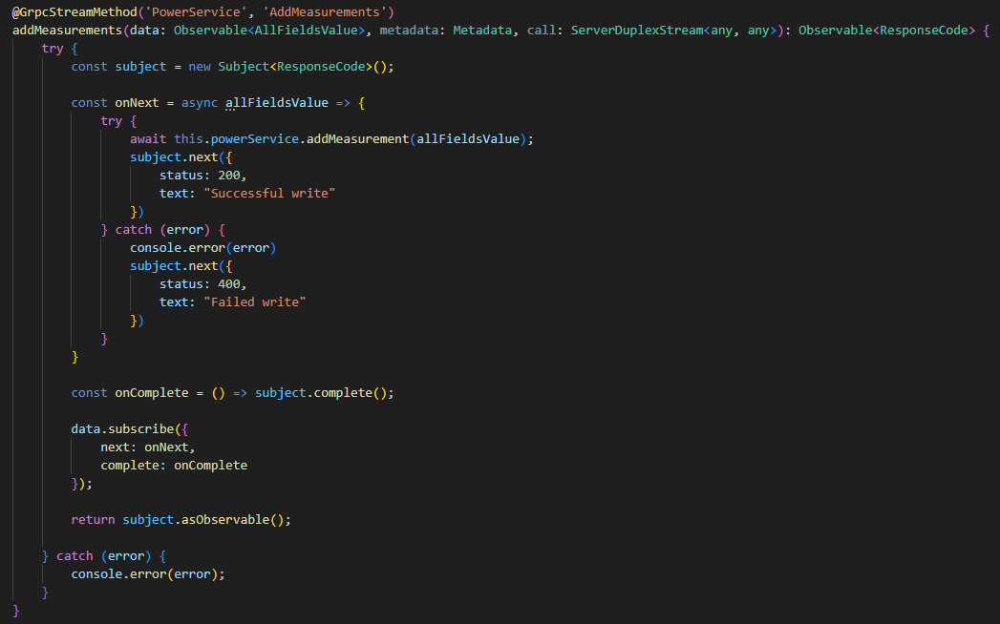 @GrpcStreamMethod('PowerService', 'AddMeasurements')
addMeasurements(data: Observable<AllFieldsValue>, metadata: Metadata, call: ServerDuplexStream<any, any>): Observable<ResponseCode> {
    try {
        const subject = new Subject<ResponseCode>();

        const onNext = async allFieldsValue => {
            try {
                await this.powerService.addMeasurement(allFieldsValue);
                subject.next({
                    status: 200,
                    text: "Successful write"
                })
            } catch (error) {
                console.error(error)
                subject.next({
                    status: 400,
                    text: "Failed write"
                })
            }
        }

        const onComplete = () => subject.complete();

        data.subscribe({
            next: onNext,
            complete: onComplete
        });

        return subject.asObservable();

    } catch (error) {
        console.error(error);
    }
}